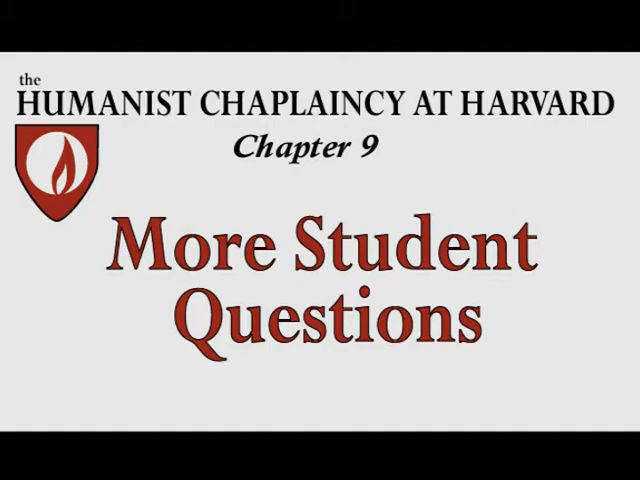 the
HUMANIST CHAPLAINCY AT HARVARD
Chapter 9
More Student
Questions